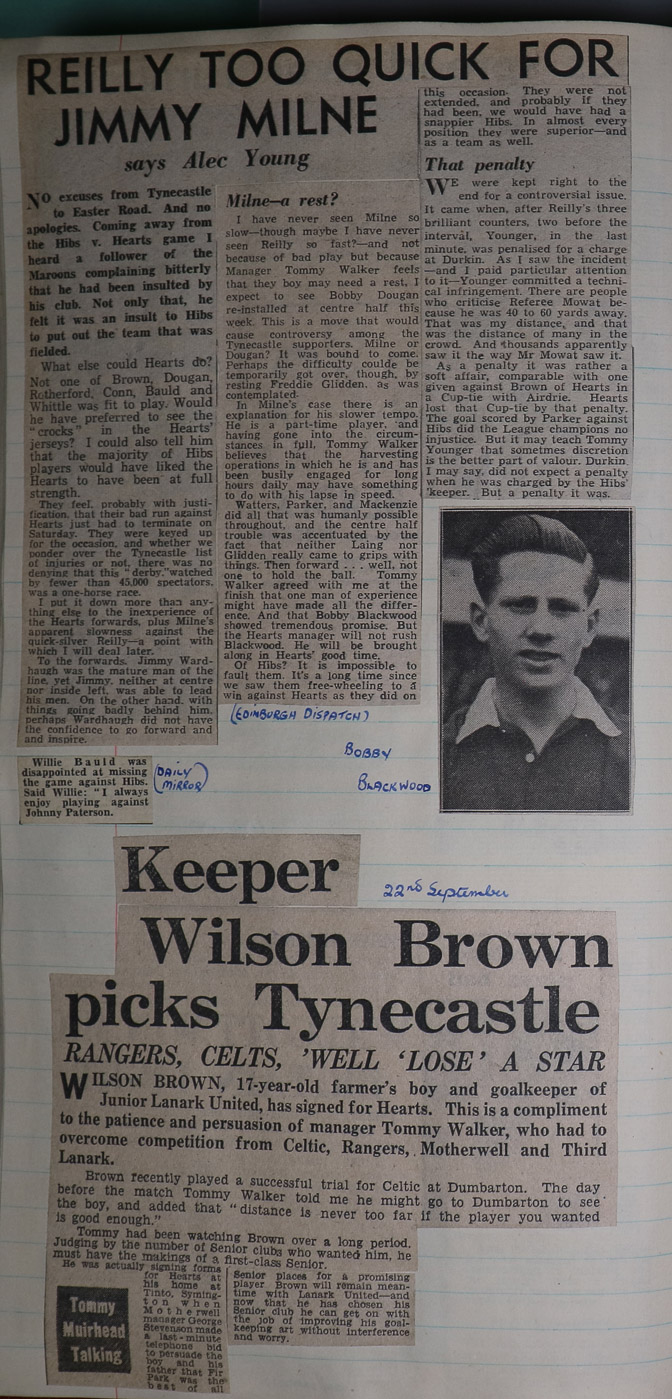 REILLY TOO QUICK FOR
JIMMY MILNE
says Alec Young
NO excuses from Tynecastle
to Easter Road. And no
apologies. Coming away from
the Hibs v. Hearts game I
heard a follower of the
Maroons complaining bitterly
that he had been insulted by
his club. Not only that, he
felt it was an insult to Hibs
to put out the team that was
fielded.
What else could Hearts do?
Not one of Brown, Dougan,
Rotherford, Conn, Bauld and
Whittle was fit to play. Would
he have preferred to see the
"crocks" in the Hearts'
jerseys? I could also tell him
that the majority of Hibs
players would have liked the
Hearts to have been at full
strength.
They feel, probably with justi-
fication, that their bad run against
Hearts just had to terminate on
Saturday. They were keyed up
for the occasion, and whether we
ponder over the Tynecastle list
of injuries or not, there was no
denying that this "derby," watched
by fewer than 45,000 spectators,
was a one-horse race.
I put it down more than any-
thing else to the inexperience of
the Hearts forwards, plus Milne's
apparent slowness against the
quick-silver Reilly—a point with
which I will deal later.
To the forwards. Jimmy Ward-
haugh was the mature man of the
line, yet Jimmy, neither at centre
nor inside left, was able to lead
his men. On the other hand, with
things going badly behind him,
perhaps Wardhaugh did not have
the confidence to go forward and
and inspire.
Milne—a rest?
I have never seen Milne so
slow—though maybe I have never
seen Reilly so fast?—and not
because of bad play but because
Manager Tommy Walker feels
that they boy may need a rest, I
expect to see Bobby Dougan
re-installed at centre half this
week. This is a move that would
cause controversy among the
Tynecastle supporters. Milne or
Dougan? It was bound to come.
Perhaps the difficulty coulde be
temporarily got over, though, by
resting Freddie Glidden, as was
contemplated.
In Milne's case there is an
explanation for his slower tempo.
He is a part-time player, and
having gone into the circum-
stances in full, Tommy Walker
believes that the harvesting
operations in which he is and has
been busily engaged for long
hours daily may have something
to do with his lapse in speed.
Watters, Parker, and Mackenzie
did all that was humanly possible
throughout, and the centre half
trouble was accentuated by the
fact that neither Laing nor
Glidden really came to grips with
things. Then forward . . . well, not
one to hold the ball. Tommy
Walker agreed with me at the
finish that one man of experience
might have made all the differ-
ence. And that Bobby Blackwood
showed tremendous promise. But
the Hearts manager will not rush
Blackwood. He will be brought
along in Hearts' good time.
Of Hibs? It is impossible to
fault them. It's a long time since
we saw them free-wheeling to a
win against Hearts as they did on
this occasion. They were not
extended, and probably if they
had been, we would have had a
snappier Hibs. In almost every
position they were superior—and
as a team as well.
That penalty
WE were kept right to the
end for a controversial issue.
It came when, after Reilly's three
brilliant counters, two before the
interval, Younger, in the last
minute, was penalised for a charge
at Durkin. As I saw the incident
—and I paid particular attention
to it—Younger committed a techni-
cal infringement. There are people
who criticise Referee Mowat be-
cause he was 40 to 60 yards away.
That was my distance, and that
was the distance of many in the
crowd. And thousands apparently
saw it the way Mr Mowat saw it.
As a penalty it was rather a
soft affair, comparable with one
given against Brown of Hearts in
a Cup-tie with Airdrie. Hearts
lost that Cup-tie by that penalty.
The goal scored by Parker against
Hibs did the League champions no
injustice. But it may teach Tommy
Younger that sometmes discretion
is the better part of valour. Durkin,
I may say, did not expect a penalty
when he was charged by the Hibs'
'keeper. But a penalty it was.
(EDINBURGH DISPATCH)
BOBBY
BLACKWOOD
Willie Bauld was
disappointed at missing
the game against Hibs.
Said Willie: "I always
enjoy playing against
Johnny Paterson.
(DAILY
MIRROR)
22nd September
Keeper
Wilson Brown
picks Tynecastle
RANGERS, CELTS, 'WELL 'LOSE' A STAR
WILSON BROWN, 17-year-old farmer's boy and goalkeeper of
Junior Lanark United, has signed for Hearts. This is a compliment
to the patience and persuasion of manager Tommy Walker, who had to
overcome competition from Celtic, Rangers, Motherwell and Third
Lanark.
Brown recently played a successful trial for Celtic at Dumbarton. The day
before the match Tommy Walker told me he might go to Dumbarton to see
the boy, and added that "distance is never too far if the player you wanted
is good enough."
Tommy had been watching Brown over a long period.
Judging by the number of Senior clubs who wanted him, he
must have the makings of a first-class Senior.
He was actually signing forms
for Hearts at
his home at
Tinto, Syming-
ton when
Motherwell
manager George
Stevenson made
a last-minute
telephone bid
to persuade the
boy and his
father that Fir
Park was the
best of all
Tommy
Muirhead
Talking
Senior places for a promising
player. Brown will remain mean-
time with Lanark United—and
now that he has chosen his
Senior club he can get on with
the job of improving his goal-
keeping art without interference
and worry.